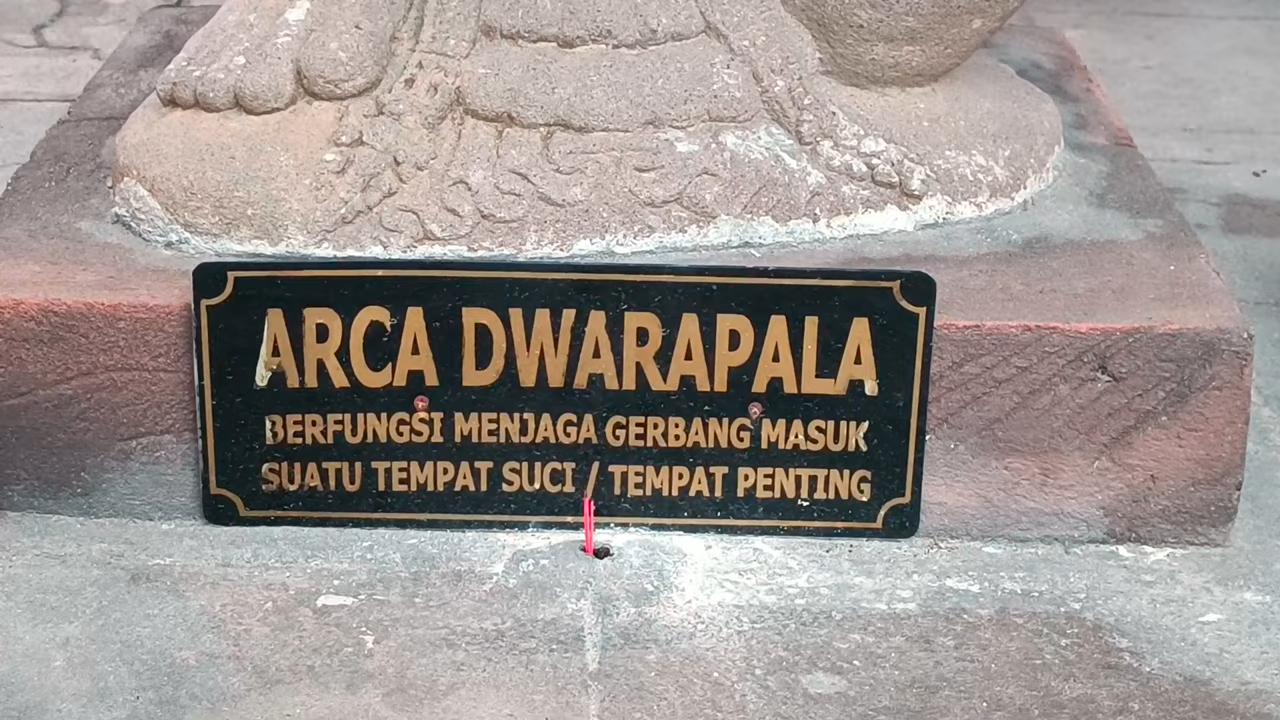 ARCA DWARAPALA
BERFUNGSI MENJAGA GERBANG MASUK
SUATU TEMPAT SUCI / TEMPAT PENTING